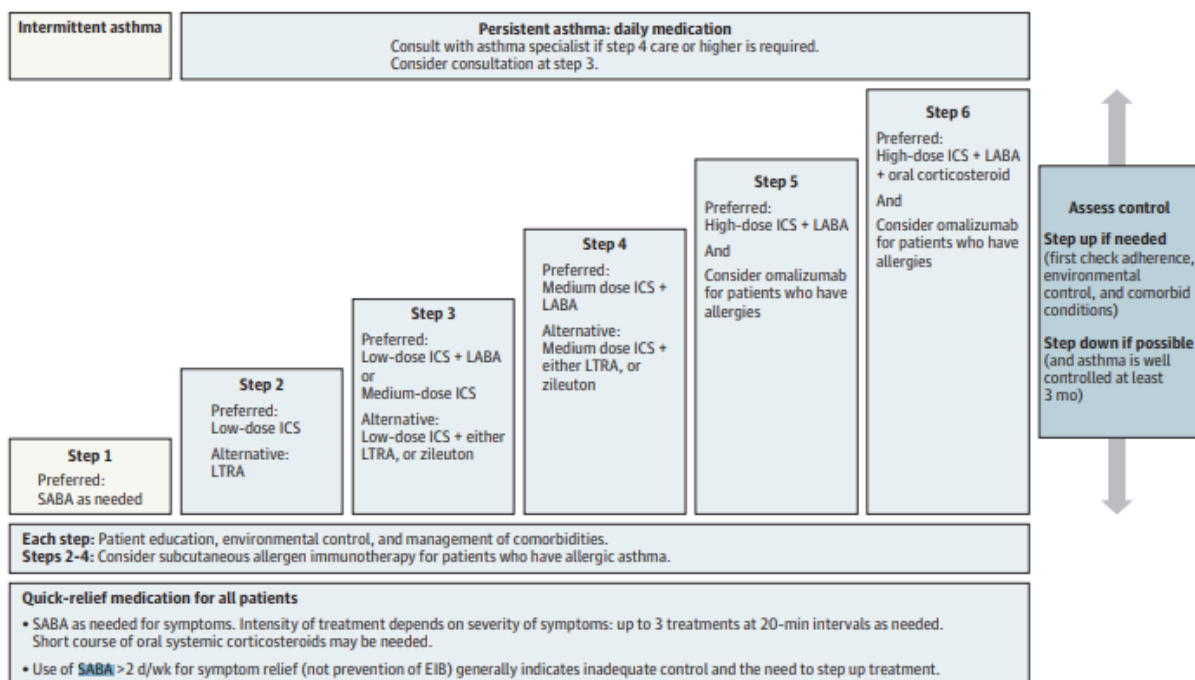 Intermittent asthma
Persistent asthma: daily medication
Consult with asthma specialist if step 4 care or higher is required.
Consider consultation at step 3.
Step 1
Preferred:
SABA as needed
Step 2
Preferred:
Low-dose ICS
Alternative:
LTRA
Step 3
Preferred:
Low-dose ICS + LABA
or
Medium-dose ICS
Alternative:
Low-dose ICS + either
LTRA, or zileuton
Step 4
Preferred:
Medium dose ICS +
LABA
Alternative:
Medium dose ICS +
either LTRA, or
zileuton
Step 5
Preferred:
High-dose ICS + LABA
And
Consider omalizumab
for patients who have
allergies
Step 6
Preferred:
High-dose ICS + LABA
+ oral corticosteroid
And
Consider omalizumab
for patients who have
allergies
Assess control
Step up if needed
(first check adherence,
environmental
control, and comorbid
conditions)
Step down if possible
(and asthma is well
controlled at least
3 mo)
Each step: Patient education, environmental control, and management of comorbidities.
Steps 2-4: Consider subcutaneous allergen immunotherapy for patients who have allergic asthma.
Quick-relief medication for all patients
• SABA as needed for symptoms. Intensity of treatment depends on severity of symptoms: up to 3 treatments at 20-min intervals as needed.
Short course of oral systemic corticosteroids may be needed.
• Use of SABA >2 d/wk for symptom relief (not prevention of EIB) generally indicates inadequate control and the need to step up treatment.